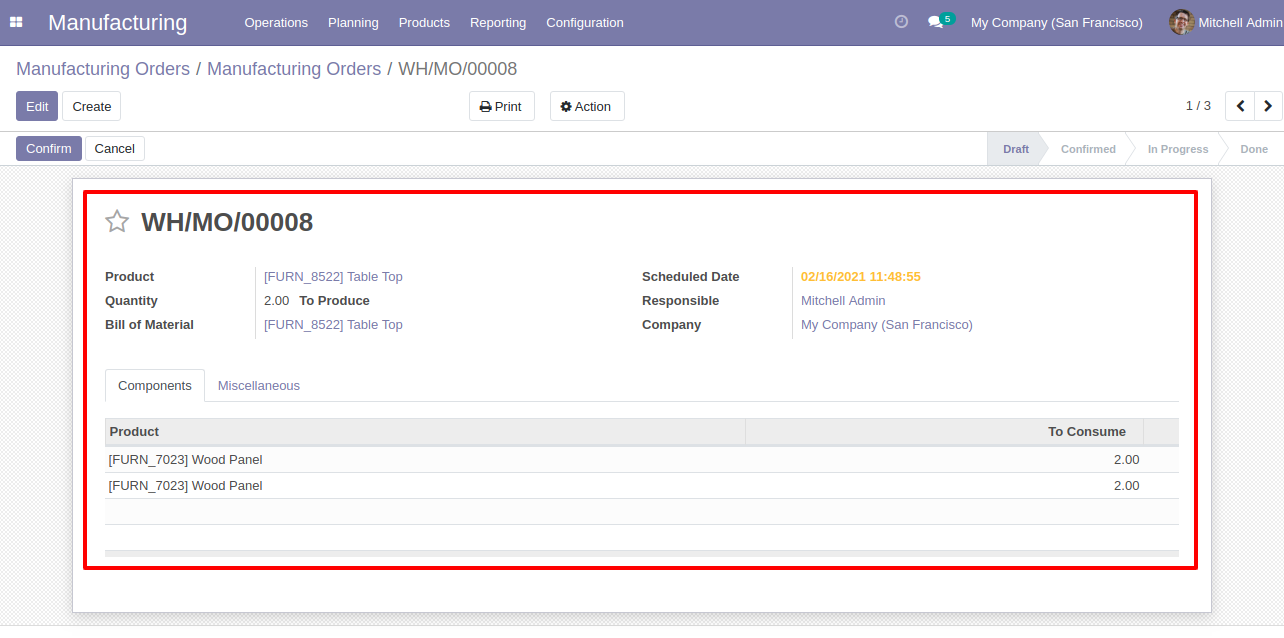 Manufacturing Operations Planning Products Reporting Configuration 5 My Company (San Francisco) Mitchell Admin
Manufacturing Orders / Manufacturing Orders / WH/MO/00008
Edit Create Print Action 1 / 3
Confirm Cancel Draft Confirmed In Progress Done
WH/MO/00008
Product [FURN_8522] Table Top Scheduled Date 02/16/2021 11:48:55
Quantity 2.00 To Produce Responsible Mitchell Admin
Bill of Material [FURN_8522] Table Top Company My Company (San Francisco)
Components Miscellaneous
Product To Consume
[FURN_7023] Wood Panel 2.00
[FURN_7023] Wood Panel 2.00